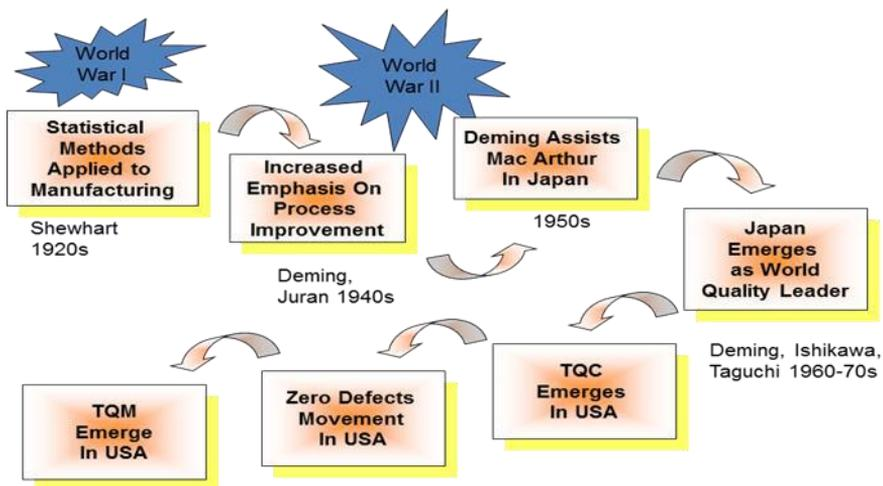 World
War I
Statistical
Methods
Applied to
Manufacturing
Shewhart
1920s
Increased
Emphasis On
Process
Improvement
Deming,
Juran 1940s
World
War II
Deming Assists
Mac Arthur
In Japan
1950s
Japan
Emerges
as World
Quality Leader
Deming, Ishikawa,
Taguchi 1960-70s
TQC
Emerges
In USA
Zero Defects
Movement
In USA
TQM
Emerge
In USA